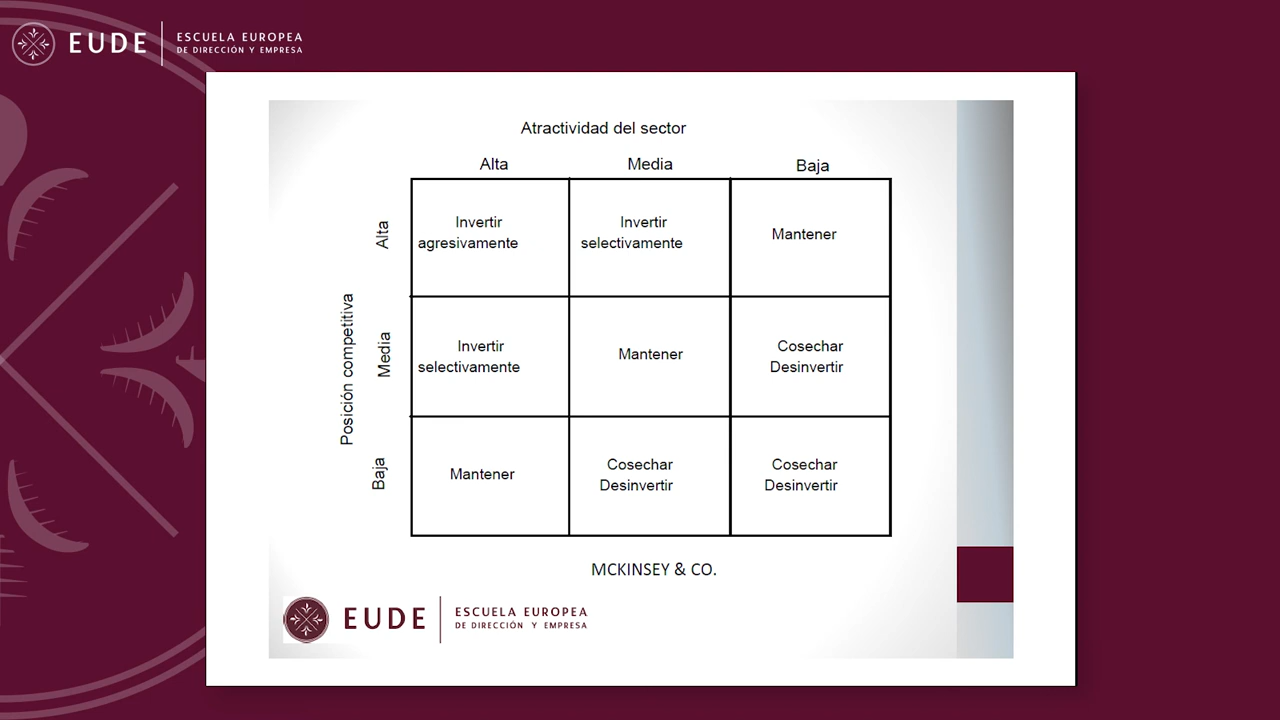 EUDE
ESCUELA EUROPEA
DE DIRECCIÓN Y EMPRESA
Atractividad del sector
Alta
Media
Baja
Posición competitiva
Alta
Invertir
agresivamente
Invertir
selectivamente
Mantener
Media
Invertir
selectivamente
Mantener
Cosechar
Desinvertir
Baja
Mantener
Cosechar
Desinvertir
Cosechar
Desinvertir
MCKINSEY & CO.
EUDE
ESCUELA EUROPEA
DE DIRECCIÓN Y EMPRESA